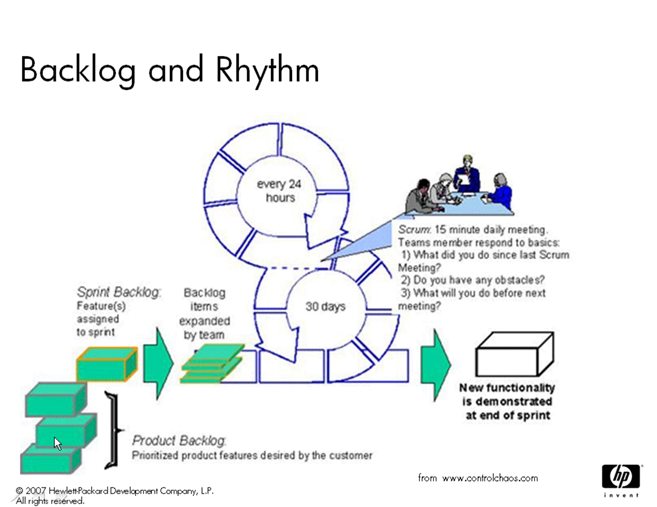 Backlog and Rhythm
every 24
hours
Scrum: 15 minute daily meeting.
Teams member respond to basics:
1) What did you do since last Scrum
Meeting?
2) Do you have any obstacles?
3) What will you do before next
meeting?
30 days
Sprint Backlog:
Feature(s)
assigned
to sprint
Backlog
items
expanded
by team
New functionality
is demonstrated
at end of sprint
Product Backlog:
Prioritized product features desired by the customer
from www.controlchaos.com
© 2007 Hewlett-Packard Development Company, L.P.
All rights reserved.
hp
invent